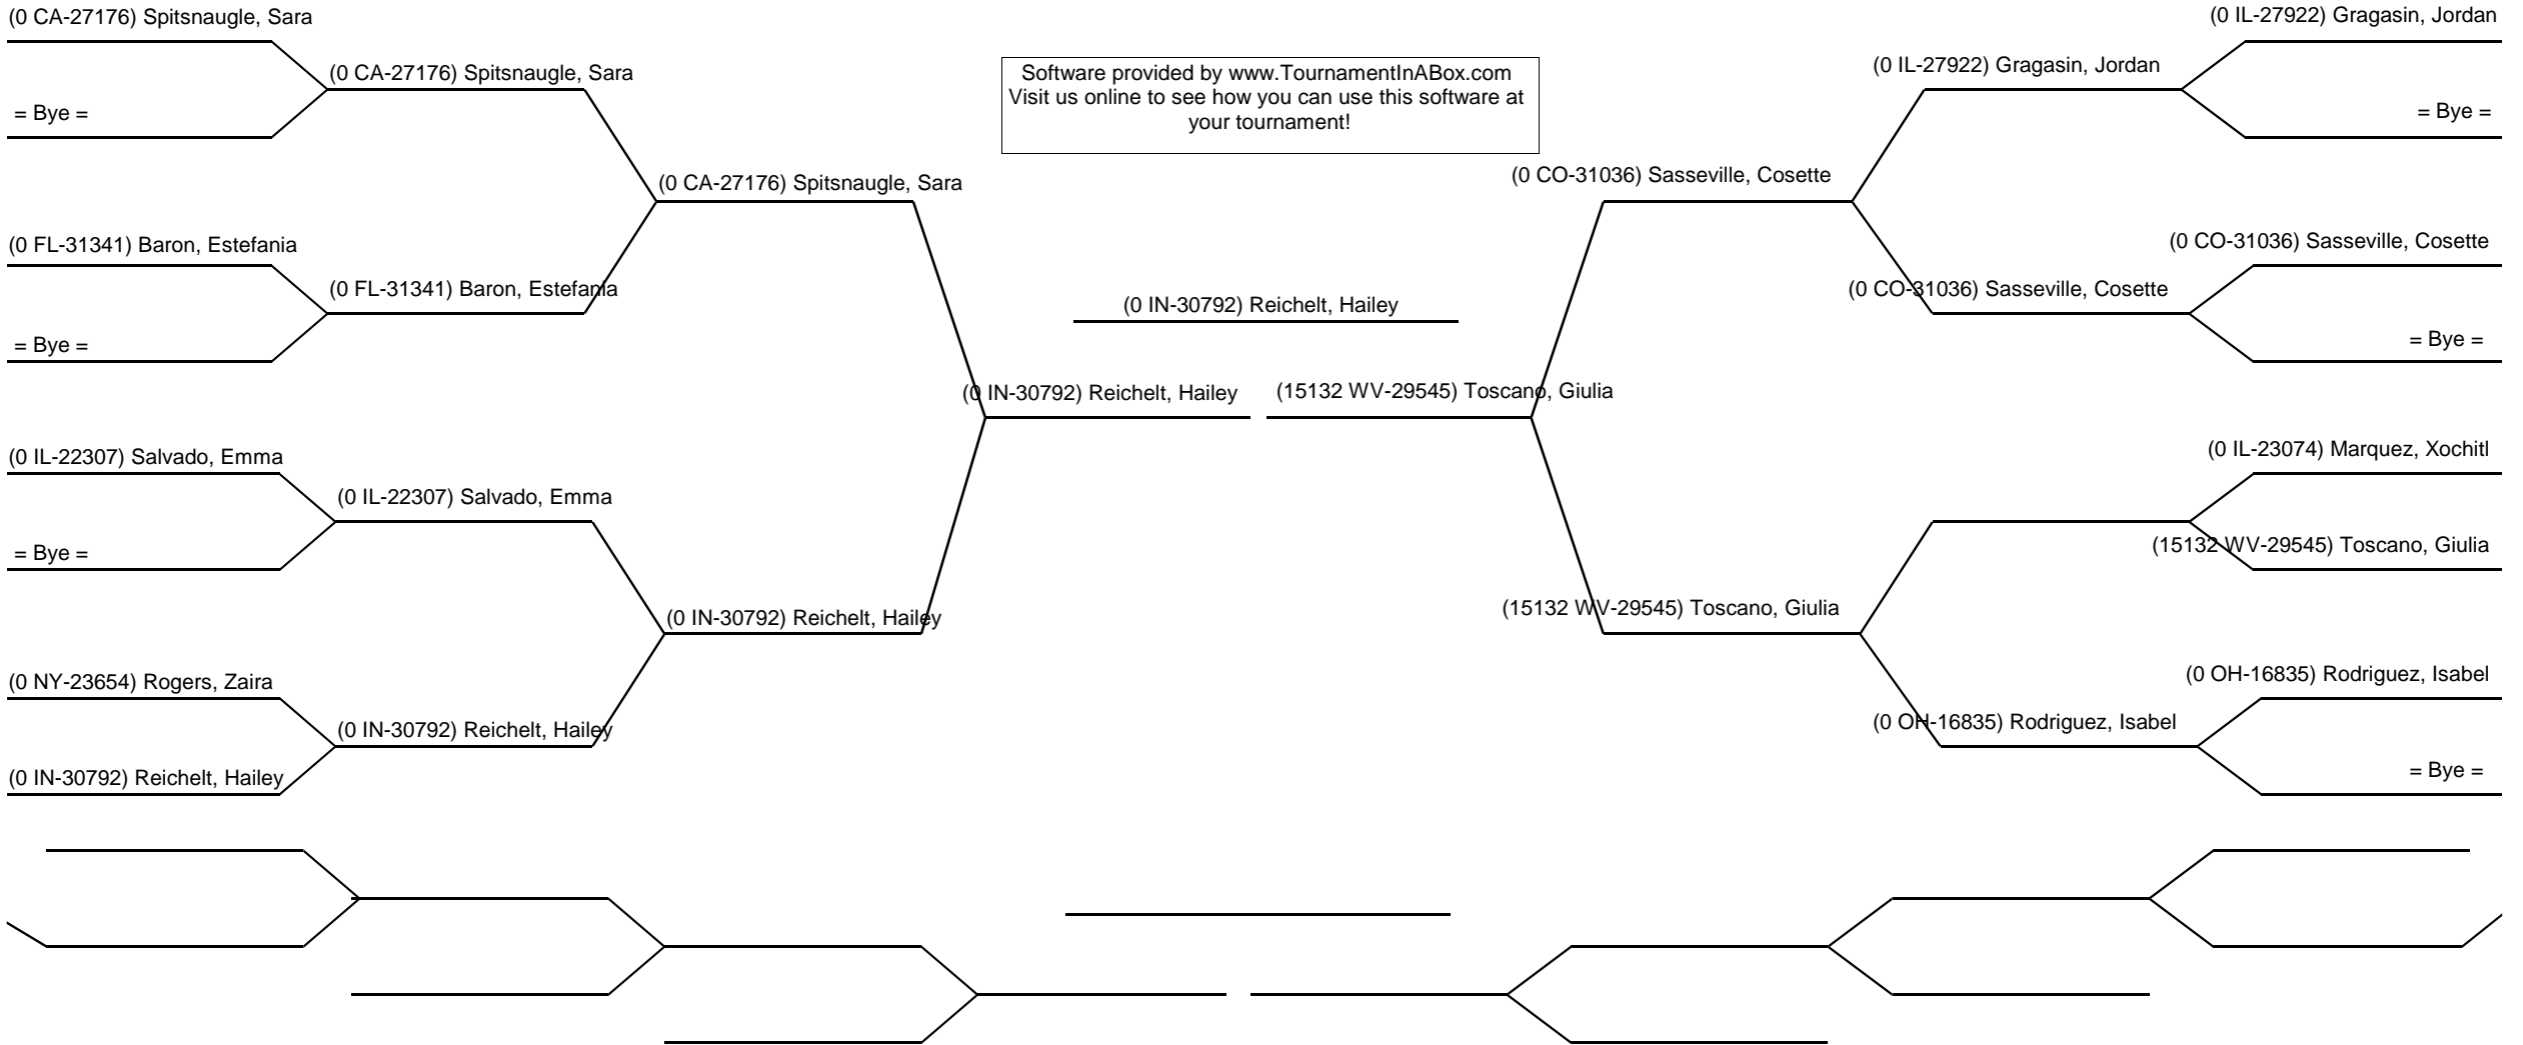 (0 CA-27176) Spitsnaugle, Sara
(0 CA-27176) Spitsnaugle, Sara
= Bye =
(0 CA-27176) Spitsnaugle, Sara
(0 FL-31341) Baron, Estefania
(0 FL-31341) Baron, Estefania
= Bye =
(0 IN-30792) Reichelt, Hailey
(0 IL-22307) Salvado, Emma
(0 IL-22307) Salvado, Emma
= Bye =
(0 IN-30792) Reichelt, Hailey
(0 NY-23654) Rogers, Zaira
(0 IN-30792) Reichelt, Hailey
(0 IN-30792) Reichelt, Hailey
Software provided by www.TournamentInABox.com
Visit us online to see how you can use this software at
your tournament!
(0 IN-30792) Reichelt, Hailey
(15132 WV-29545) Toscano, Giulia
(0 CO-31036) Sasseville, Cosette
(15132 WV-29545) Toscano, Giulia
(0 IL-27922) Gragasin, Jordan
(0 CO-31036) Sasseville, Cosette
(0 OH-16835) Rodriguez, Isabel
(0 IL-27922) Gragasin, Jordan
= Bye =
(0 CO-31036) Sasseville, Cosette
= Bye =
(0 IL-23074) Marquez, Xochitl
(15132 WV-29545) Toscano, Giulia
(0 OH-16835) Rodriguez, Isabel
= Bye =